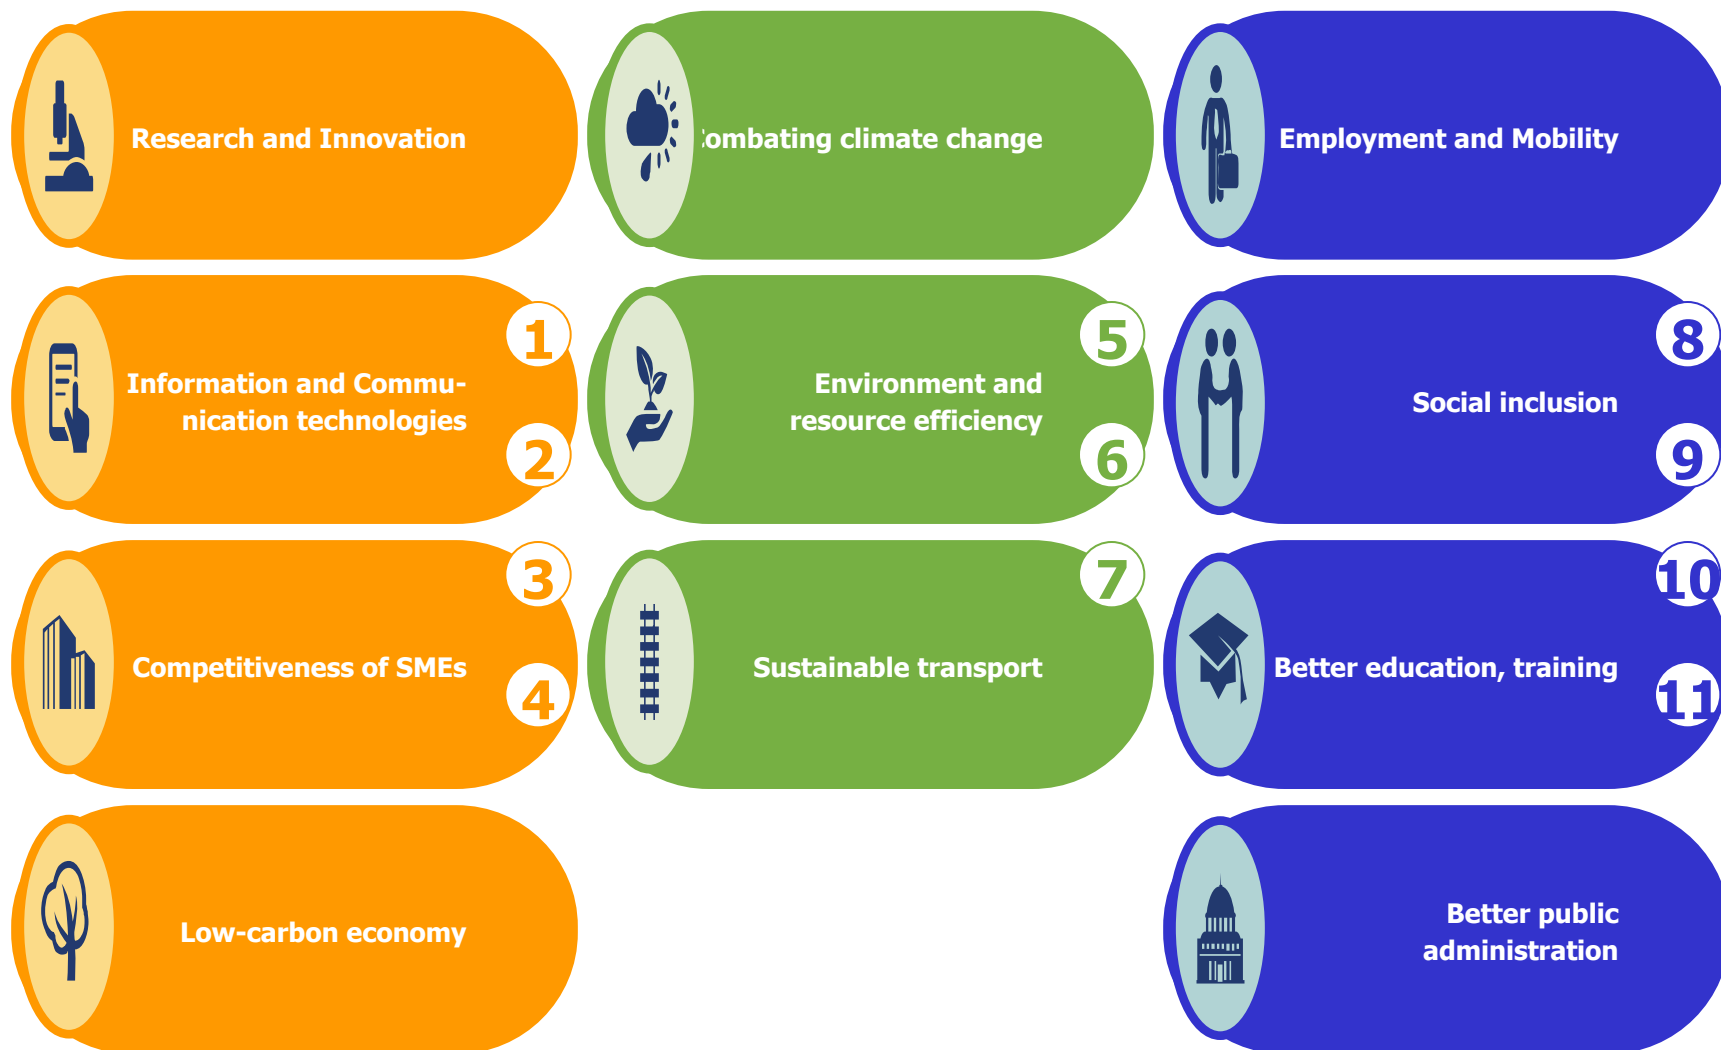 Research and Innovation
Combating climate change
Employment and Mobility
Information and Commu-
nication technologies
1
2
Environment and
resource efficiency
5
6
Social inclusion
8
9
Competitiveness of SMEs
3
4
Sustainable transport
7
Better education, training
10
11
Low-carbon economy
Better public
administration